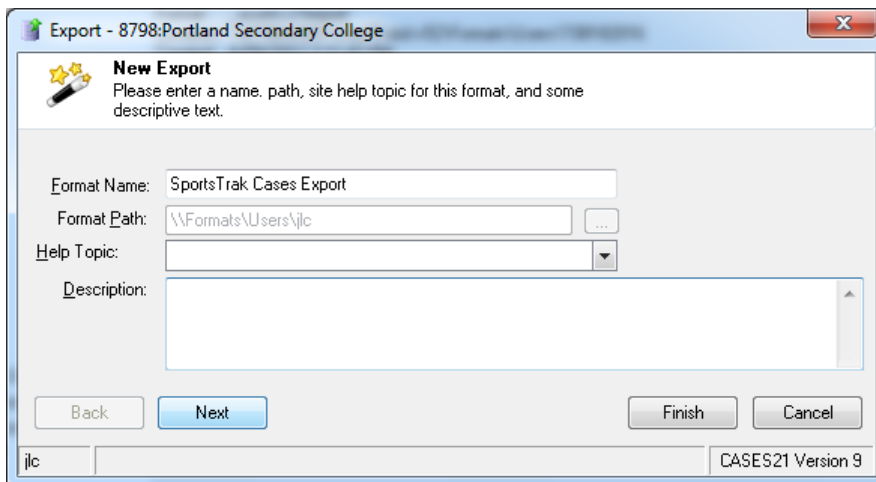 Export - 8798:Portland Secondary College
New Export
Please enter a name. path, site help topic for this format, and some
descriptive text.
Format Name: SportsTrak Cases Export
Format Path: \\Formats\Users\jlc ...
Help Topic:
Description:
Back Next Finish Cancel
jlc CASES21 Version 9